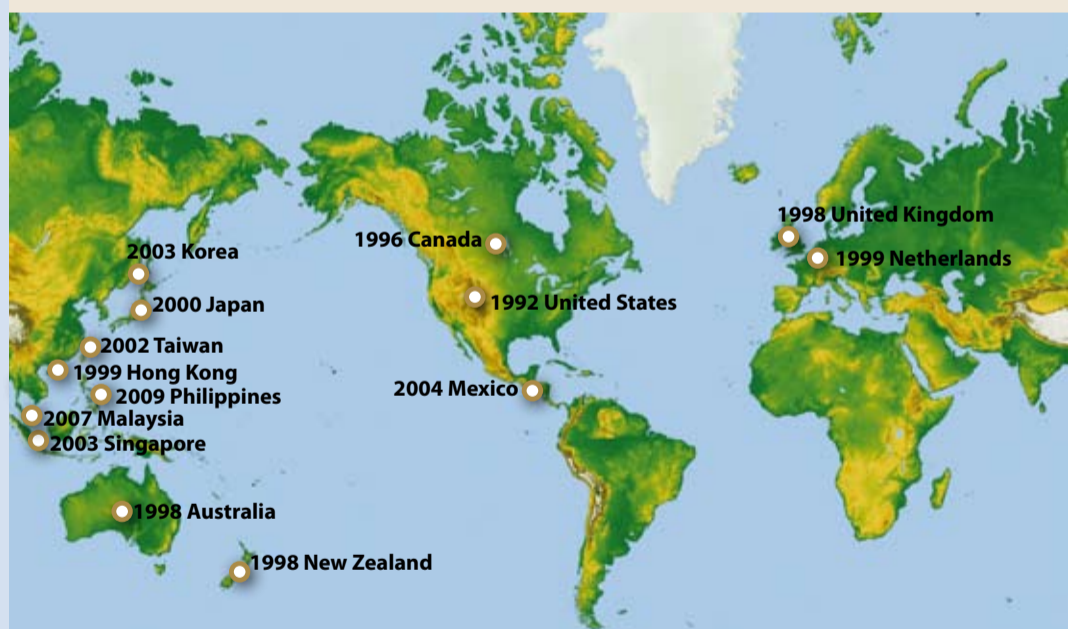 1998 United Kingdom
1996 Canada
2003 Korea
1999 Netherlands
1992 United States
2000 Japan
2002 Taiwan
1999 Hong Kong
2004 Mexico
2009 Philippines
2007 Malaysia
2003 Singapore
1998 Australia
1998 New Zealand